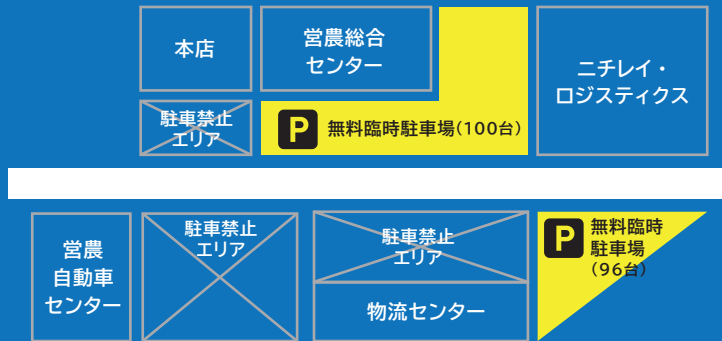 本店
営農総合
センター
ニチレイ・
ロジスティクス
駐車禁止
エリア
P 無料臨時駐車場(100台)
営農
自動車
センター
駐車禁止
エリア
駐車禁止
エリア
物流センター
P 無料臨時
駐車場
(96台)